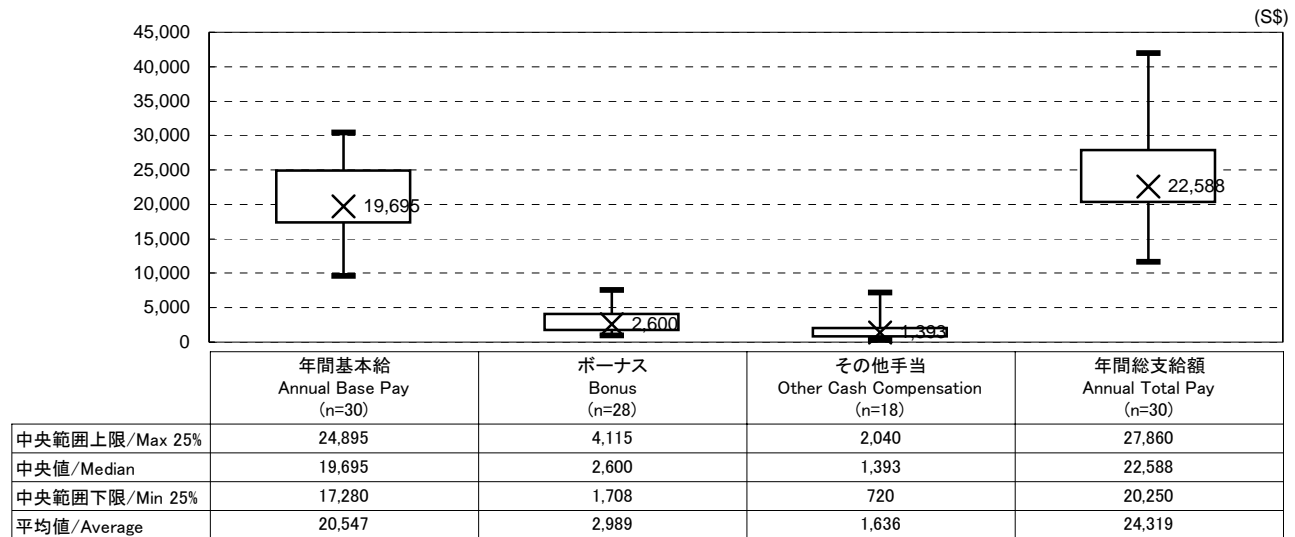 (S$)
45,000
40,000
35,000
30,000
25,000
20,000
15,000
10,000
5,000
0
19,695
2,600
1,393
22,588
年間基本給
Annual Base Pay
(n=30)
ボーナス
Bonus
(n=28)
その他手当
Other Cash Compensation
(n=18)
年間総支給額
Annual Total Pay
(n=30)
中央範囲上限/Max 25% 24,895 4,115 2,040 27,860
中央値/Median 19,695 2,600 1,393 22,588
中央範囲下限/Min 25% 17,280 1,708 720 20,250
平均値/Average 20,547 2,989 1,636 24,319